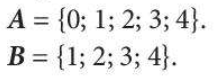 A = {0; 1; 2; 3; 4}.
B = {1; 2; 3; 4}.